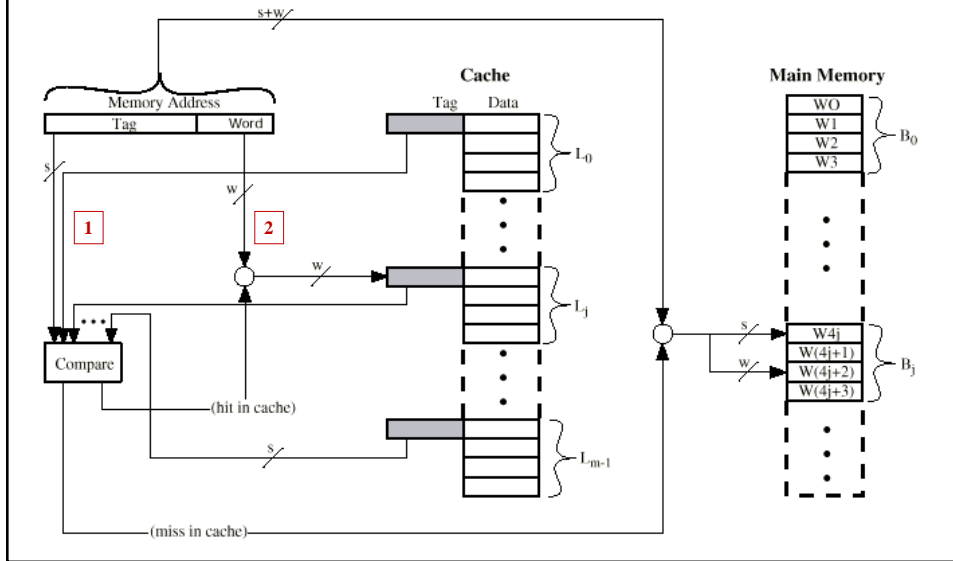 s+w
Cache
Main Memory
Memory Address
Tag Data
Tag Word
WO
W1
W2
W3
B0
L0
s
w
1
2
w
Lj
Compare
(hit in cache)
s
w
W4j
W(4j+1)
W(4j+2)
W(4j+3)
Bj
s
Lm-1
(miss in cache)